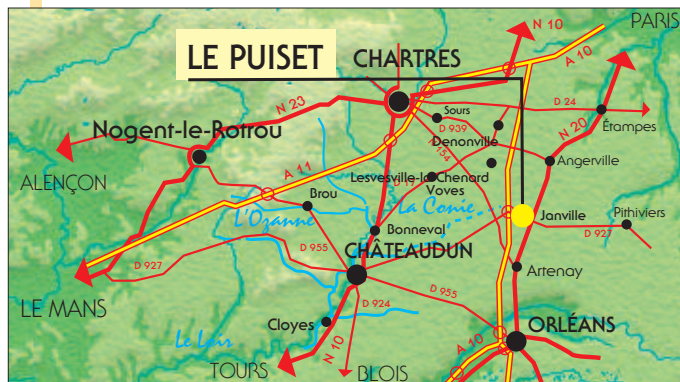 PARIS
N 10
A 10
LE PUISET
CHARTRES
N 23
Sours
D 24
D 939
N 20
Étampes
Nogent-le-Rotrou
Denonville
A 154
Angerville
ALENÇON
A 11
Lesvesville-la Chenard
D 17
Voves
Brou
L'Ozanne
La Conie
Janville
Pithiviers
Bonneval
D 927
D 955
CHÂTEAUDUN
D 927
Artenay
LE MANS
D 955
D 924
Cloyes
ORLÉANS
Le Loir
N 10
A 10
TOURS
BLOIS